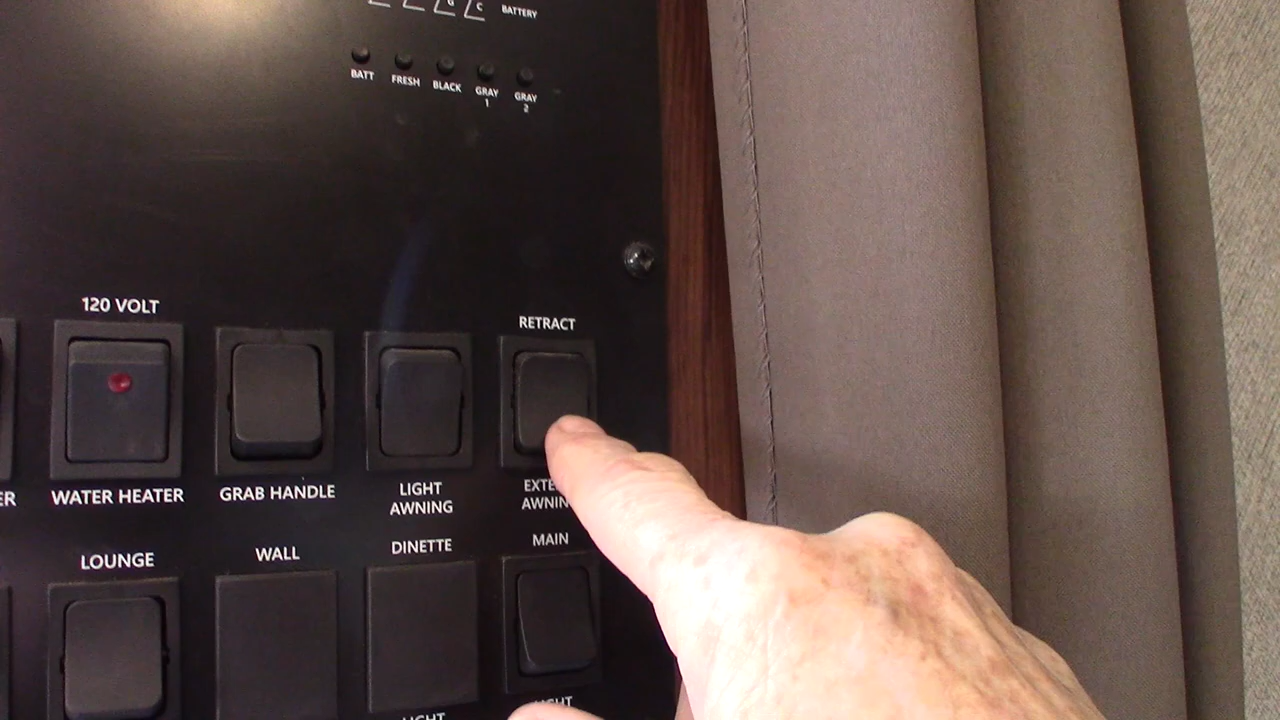 G C BATTERY
BATT FRESH BLACK GRAY 1 GRAY 2
120 VOLT
RETRACT
WATER HEATER
GRAB HANDLE
LIGHT
AWNING
LOUNGE
WALL
DINETTE
MAIN
LIGHT